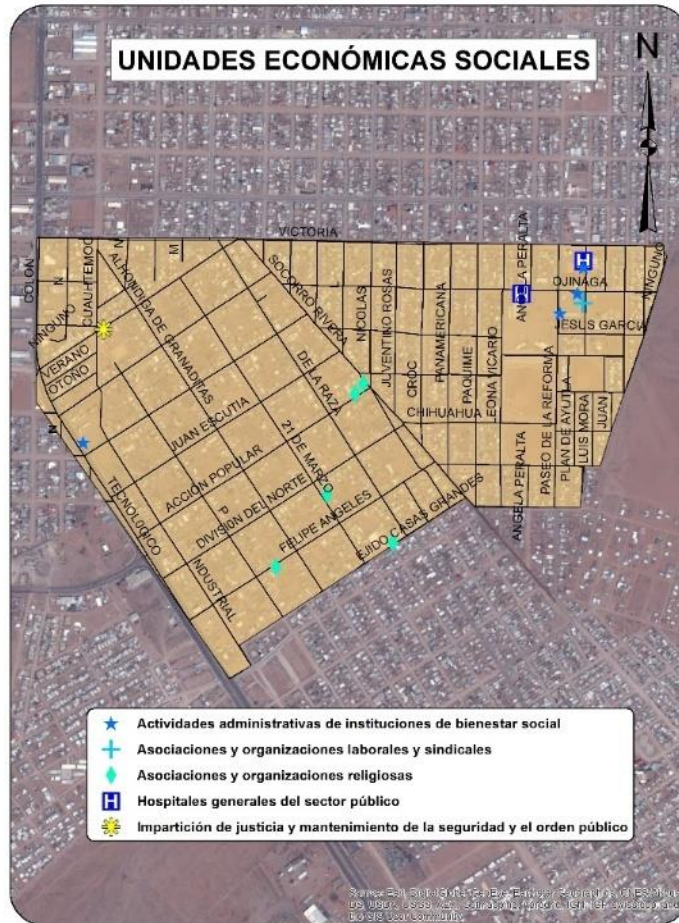 UNIDADES ECONÓMICAS SOCIALES
N
VICTORIA
COLON
N
CUAUHTEMOC
N
M
ALHONDIGA DE GRANADITAS
SOCORRO RIVERA
L
NICOLAS
JUVENTINO ROSAS
CROC
PANAMERICANA
PAQUIME
LEONA VICARIO
ANGELA PERALTA
H
OJINAGA
H
NINGUNO
JESUS GARCIA
NINGUNO
VERANO
OTOÑO
DE LA RAZA
JUAN ESCUTIA
CHIHUAHUA
PASEO DE LA REFORMA
PLAN DE AYUTLA
LUIS MORA
JUAN
N
ACCIÓN POPULAR
21 DE MARZO
DIVISION DEL NORTE
FELIPE ANGELES
ANGELA PERALTA
TECNOLOGICO
P
INDUSTRIAL
EJIDO CASAS GRANDES
Actividades administrativas de instituciones de bienestar social
Asociaciones y organizaciones laborales y sindicales
Asociaciones y organizaciones religiosas
H Hospitales generales del sector público
Impartición de justicia y mantenimiento de la seguridad y el orden público